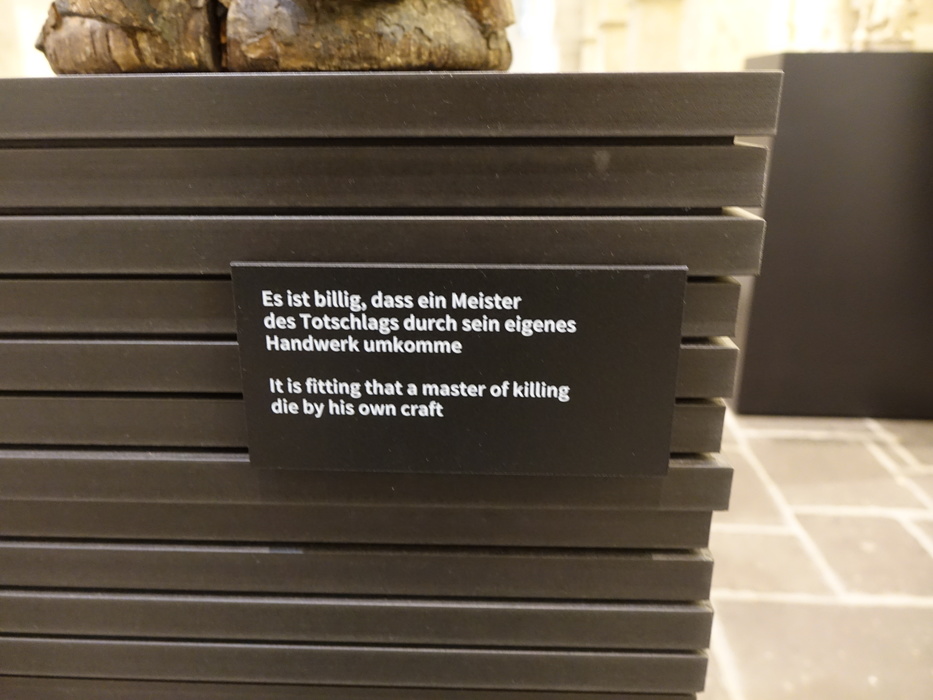 Es ist billig, dass ein Meister
des Totschlags durch sein eigenes
Handwerk umkomme
It is fitting that a master of killing
die by his own craft